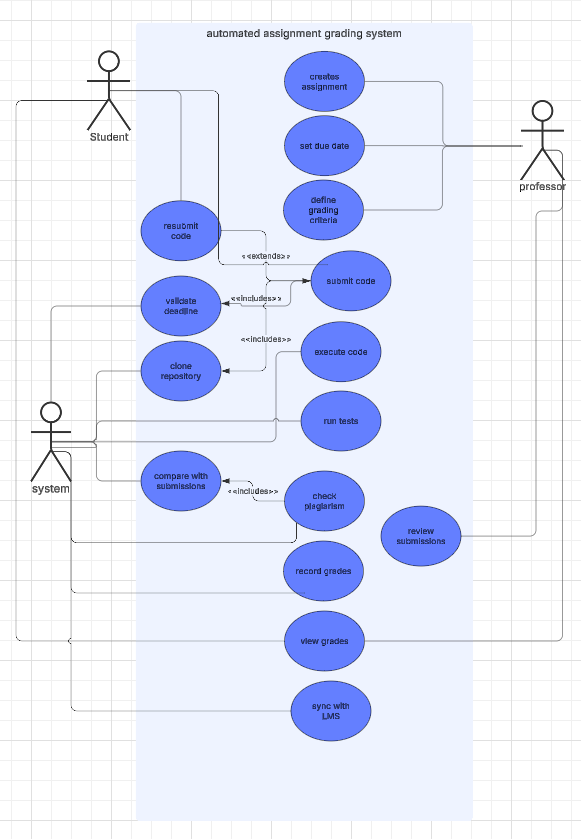 automated assignment grading system
creates
assignment
Student
set due date
professor
define
grading
criteria
resubmit
code
<<extends>>
submit code
validate
deadline
<<includes>>
<<includes>>
execute code
clone
repository
run tests
system
compare with
submissions
<<includes>>
check
plagiarism
review
submissions
record grades
view grades
sync with
LMS